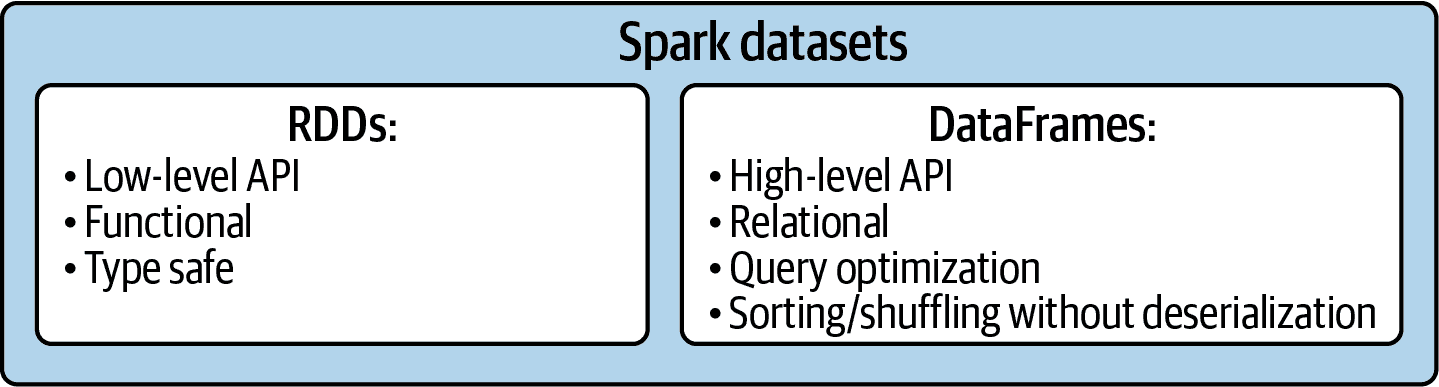 Spark datasets
RDDs:
• Low-level API
• Functional
• Type safe
DataFrames:
• High-level API
• Relational
• Query optimization
• Sorting/shuffling without deserialization